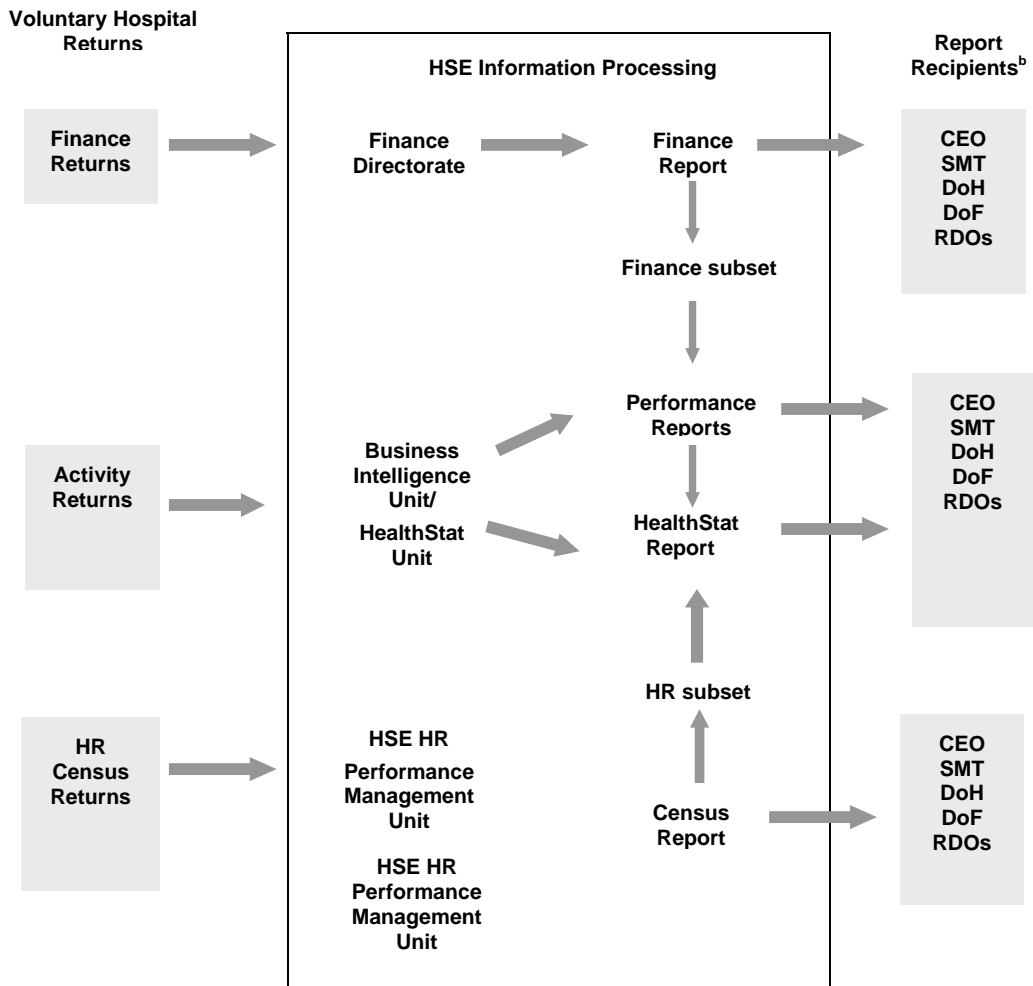 Voluntary Hospital
Returns
HSE Information Processing
Report
Recipientsb
Finance
Returns
Finance
Directorate
Finance
Report
CEO
SMT
DoH
DoF
RDOs
Finance subset
Activity
Returns
Business
Intelligence
Unit/
HealthStat
Unit
Performance
Reports
HealthStat
Report
CEO
SMT
DoH
DoF
RDOs
HR subset
HR
Census
Returns
HSE HR
Performance
Management
Unit
HSE HR
Performance
Management
Unit
Census
Report
CEO
SMT
DoH
DoF
RDOs